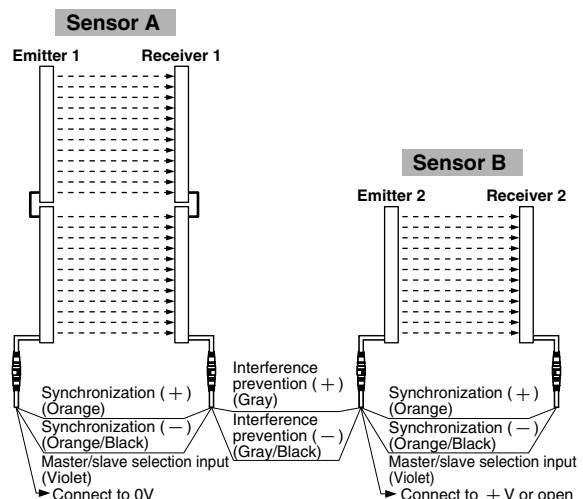 Sensor A
Emitter 1
Receiver 1
Sensor B
Emitter 2
Receiver 2
Synchronization (+)
(Orange)
Synchronization (−)
(Orange/Black)
Master/slave selection input
(Violet)
Connect to 0V
Interference
prevention (+)
(Gray)
Interference
prevention (−)
(Gray/Black)
Synchronization (+)
(Orange)
Synchronization (−)
(Orange/Black)
Master/slave selection input
(Violet)
Connect to +V or open